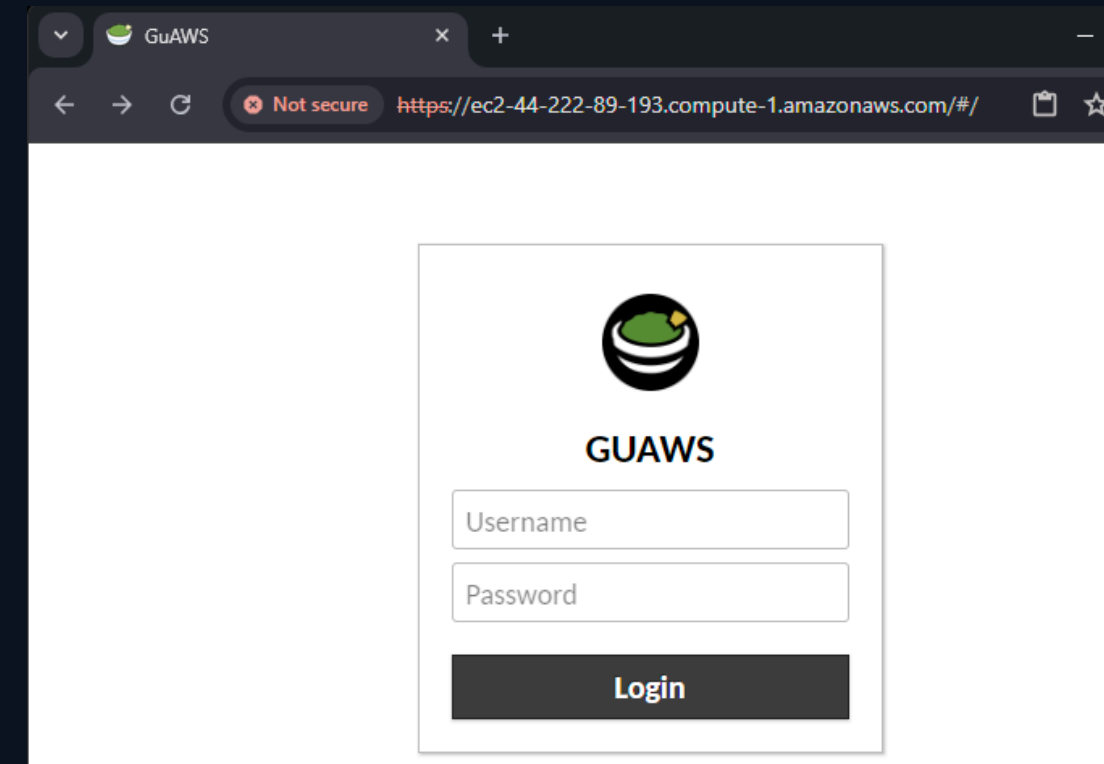 GuAWS
Not secure https://ec2-44-222-89-193.compute-1.amazonaws.com/#/
GUAWS
Username
Password
Login